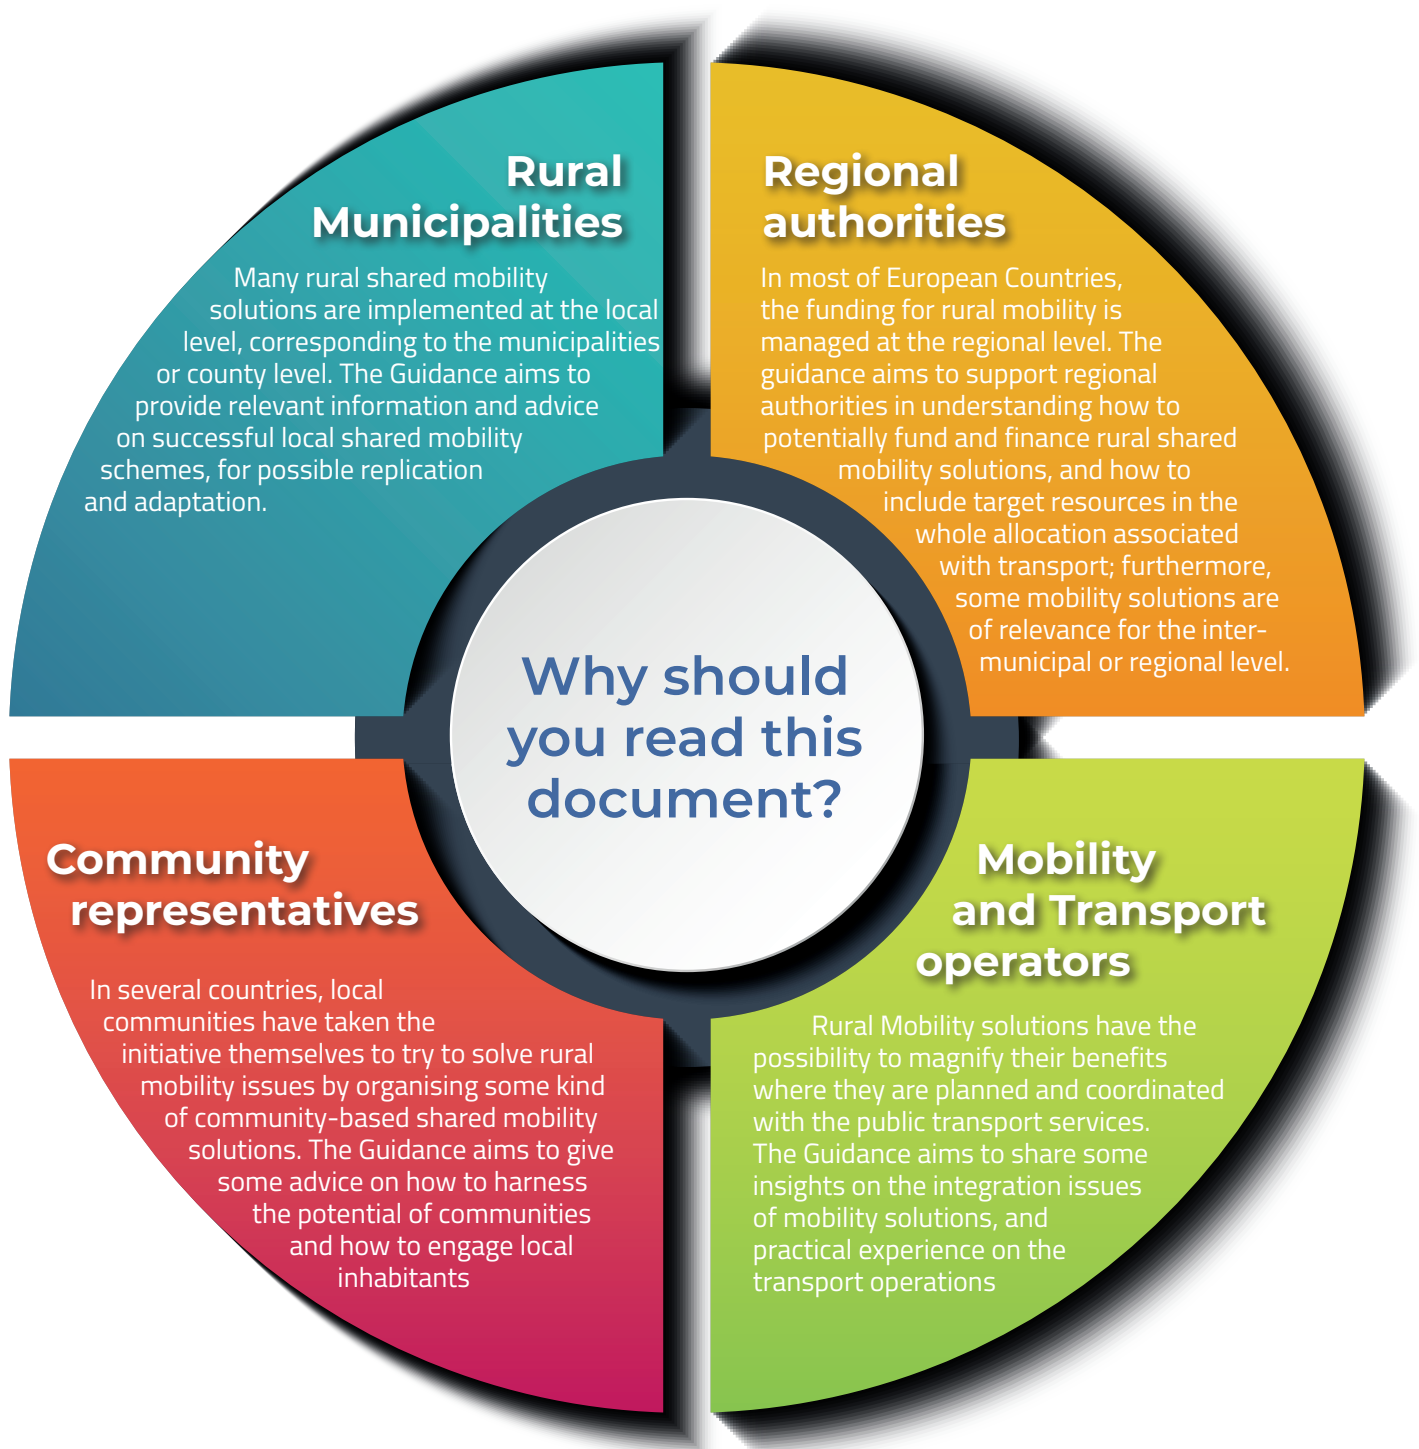 Rural
Municipalities
Many rural shared mobility
solutions are implemented at the local
level, corresponding to the municipalities
or county level. The Guidance aims to
provide relevant information and advice
on successful local shared mobility
schemes, for possible replication
and adaptation.
Regional
authorities
In most of European Countries,
the funding for rural mobility is
managed at the regional level. The
guidance aims to support regional
authorities in understanding how to
potentially fund and finance rural shared
mobility solutions, and how to
include target resources in the
whole allocation associated
with transport; furthermore,
some mobility solutions are
of relevance for the inter-
municipal or regional level.
Why should
you read this
document?
Community
representatives
In several countries, local
communities have taken the
initiative themselves to try to solve rural
mobility issues by organising some kind
of community-based shared mobility
solutions. The Guidance aims to give
some advice on how to harness
the potential of communities
and how to engage local
inhabitants
Mobility
and Transport
operators
Rural Mobility solutions have the
possibility to magnify their benefits
where they are planned and coordinated
with the public transport services.
The Guidance aims to share some
insights on the integration issues
of mobility solutions, and
practical experience on the
transport operations